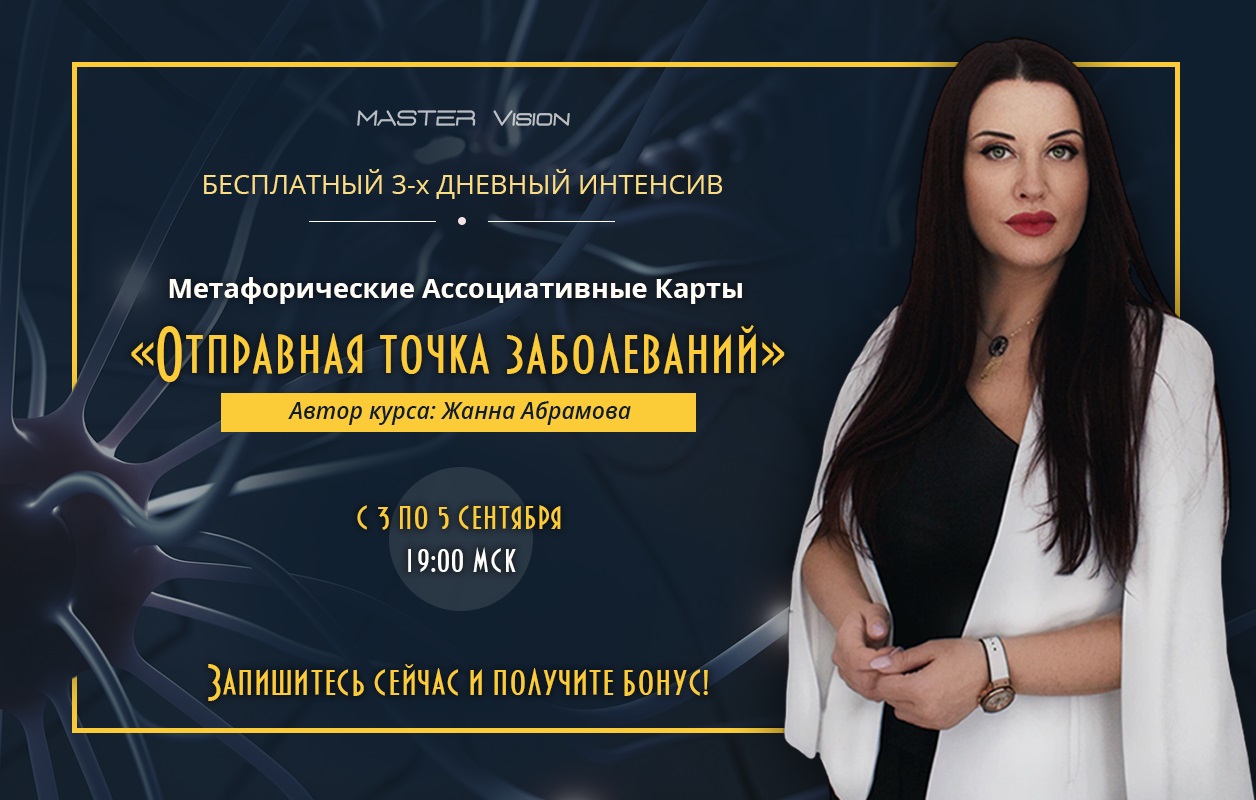 MASTER Vision
БЕСПЛАТНЫЙ 3-х ДНЕВНЫЙ ИНТЕНСИВ
Метафорические Ассоциативные Карты
«Отправная точка заболеваний»
Автор курса: Жанна Абрамова
С 3 ПО 5 СЕНТЯБРЯ
19:00 МСК
Запишитесь сейчас и получите бонус!